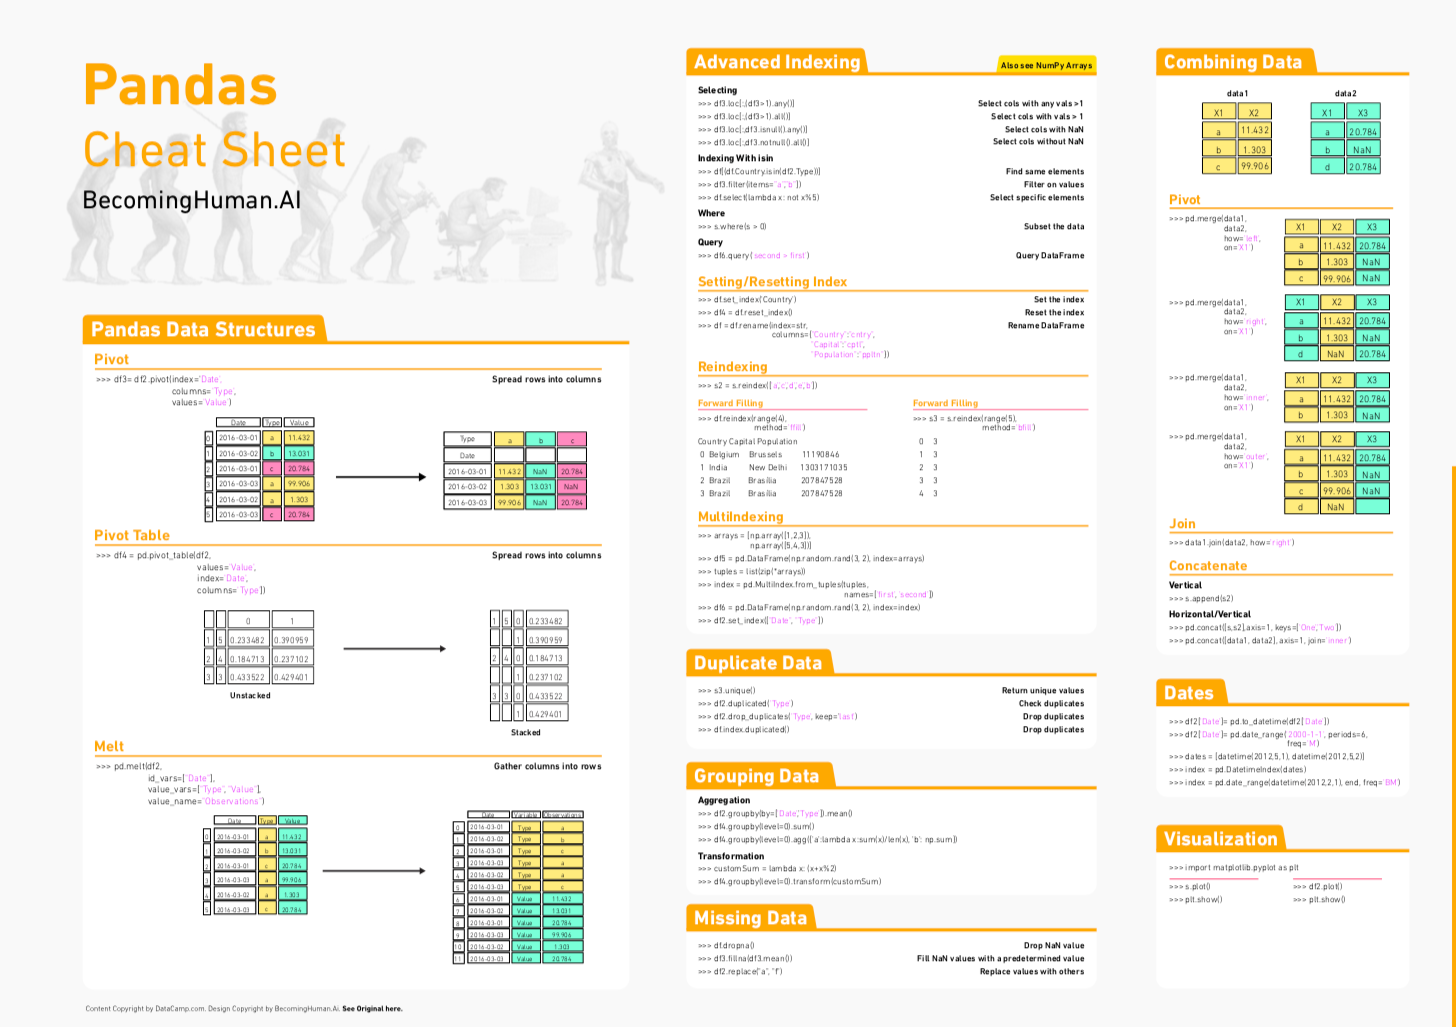 Pandas
Cheat Sheet
BecomingHuman.AI
Pandas Data Structures
Pivot
>>> df3= df2.pivot(index='Date',
columns='Type',
values='Value')
Spread rows into columns
Date Type Value
0 2016-03-01 a 11.432
1 2016-03-02 b 13.031
2 2016-03-01 c 20.784
3 2016-03-03 a 99.906
4 2016-03-02 a 1.303
5 2016-03-03 c 20.784
Type a b c
Date
2016-03-01 11.432 NaN 20.784
2016-03-02 1.303 13.031 NaN
2016-03-03 99.906 NaN 20.784
Pivot Table
>>> df4 = pd.pivot_table(df2,
values='Value',
index='Date',
columns='Type'])
Spread rows into columns
0 1
1 5 0.233482 0.390959
2 4 0.184713 0.237102
3 3 0.433522 0.429401
Unstacked
1 5 0 0.233482
1 0.390959
2 4 0 0.184713
1 0.237102
3 3 0 0.433522
1 0.429401
Stacked
Melt
>>> pd.melt(df2,
id_vars=["Date"],
value_vars=["Type", "Value"],
value_name="Observations")
Gather columns into rows
Date Type Value
0 2016-03-01 a 11.432
1 2016-03-02 b 13.031
2 2016-03-01 c 20.784
3 2016-03-03 a 99.906
4 2016-03-02 a 1.303
5 2016-03-03 c 20.784
Date Variable Observations
0 2016-03-01 Type a
1 2016-03-02 Type b
2 2016-03-01 Type c
3 2016-03-03 Type a
4 2016-03-02 Type a
5 2016-03-03 Type c
6 2016-03-01 Value 11.432
7 2016-03-02 Value 13.031
8 2016-03-01 Value 20.784
9 2016-03-03 Value 99.906
10 2016-03-02 Value 1.303
11 2016-03-03 Value 20.784
Content Copyright by DataCamp.com. Design Copyright by BecomingHuman.Ai. See Original here.
Advanced Indexing
Also see NumPy Arrays
Selecting
>>> df3.loc[:,(df3>1).any()] Select cols with any vals >1
>>> df3.loc[:,(df3>1).all()] Select cols with vals > 1
>>> df3.loc[:,df3.isnull().any()] Select cols with NaN
>>> df3.loc[:,df3.notnull().all()] Select cols without NaN
Indexing With isin
>>> df[(df.Country.isin(df2.Type))] Find same elements
>>> df3.filter(items="a","b"]) Filter on values
>>> df.select(lambda x: not x%5) Select specific elements
Where
>>> s.where(s > 0) Subset the data
Query
>>> df6.query('second > first') Query DataFrame
Setting/Resetting Index
>>> df.set_index('Country') Set the index
>>> df4 = df.reset_index() Reset the index
>>> df = df.rename(index=str, Rename DataFrame
columns={"Country":"cntry",
"Capital":"cptl",
"Population":"ppltn"})
Reindexing
>>> s2 = s.reindex(['a','c','d','e','b'])
Forward Filling
>>> df.reindex(range(4),
method='ffill')
Country Capital Population
0 Belgium Brussels 11190846
1 India New Delhi 1303171035
2 Brazil Brasília 207847528
3 Brazil Brasília 207847528
Forward Filling
>>> s3 = s.reindex(range(5),
method='bfill')
0 3
1 3
2 3
3 3
4 3
MultiIndexing
>>> arrays = [np.array([1,2,3]),
np.array([5,4,3])]
>>> df5 = pd.DataFrame(np.random.rand(3, 2), index=arrays)
>>> tuples = list(zip(*arrays))
>>> index = pd.MultiIndex.from_tuples(tuples,
names=['first', 'second'])
>>> df6 = pd.DataFrame(np.random.rand(3, 2), index=index)
>>> df2.set_index(["Date", "Type"])
Duplicate Data
>>> s3.unique() Return unique values
>>> df2.duplicated('Type') Check duplicates
>>> df2.drop_duplicates('Type', keep='last') Drop duplicates
>>> df.index.duplicated() Drop duplicates
Grouping Data
Aggregation
>>> df2.groupby(by=['Date','Type']).mean()
>>> df4.groupby(level=0).sum()
>>> df4.groupby(level=0).agg({'a':lambda x:sum(x)/len(x), 'b': np.sum})
Transformation
>>> customSum = lambda x: (x+x%2)
>>> df4.groupby(level=0).transform(customSum)
Missing Data
>>> df.dropna() Drop NaN value
>>> df3.fillna(df3.mean()) Fill NaN values with a predetermined value
>>> df2.replace("a", "f") Replace values with others
Combining Data
data1
X1 X2
a 11.432
b 1.303
c 99.906
data2
X1 X3
a 20.784
b NaN
d 20.784
Pivot
>>> pd.merge(data1,
data2,
how='left',
on='X1')
X1 X2 X3
a 11.432 20.784
b 1.303 NaN
c 99.906 NaN
>>> pd.merge(data1,
data2,
how='right',
on='X1')
X1 X2 X3
a 11.432 20.784
b 1.303 NaN
d NaN 20.784
>>> pd.merge(data1,
data2,
how='inner',
on='X1')
X1 X2 X3
a 11.432 20.784
b 1.303 NaN
>>> pd.merge(data1,
data2,
how='outer',
on='X1')
X1 X2 X3
a 11.432 20.784
b 1.303 NaN
c 99.906 NaN
d NaN
Join
>>> data1.join(data2, how='right')
Concatenate
Vertical
>>> s.append(s2)
Horizontal/Vertical
>>> pd.concat([s,s2],axis=1, keys=['One','Two'])
>>> pd.concat([data1, data2], axis=1, join='inner')
Dates
>>> df2['Date']= pd.to_datetime(df2['Date'])
>>> df2['Date']= pd.date_range('2000-1-1', periods=6,
freq='M')
>>> dates = [datetime(2012,5,1), datetime(2012,5,2)]
>>> index = pd.DatetimeIndex(dates)
>>> index = pd.date_range(datetime(2012,2,1), end, freq='BM')
Visualization
>>> import matplotlib.pyplot as plt
>>> s.plot()
>>> plt.show()
>>> df2.plot()
>>> plt.show()